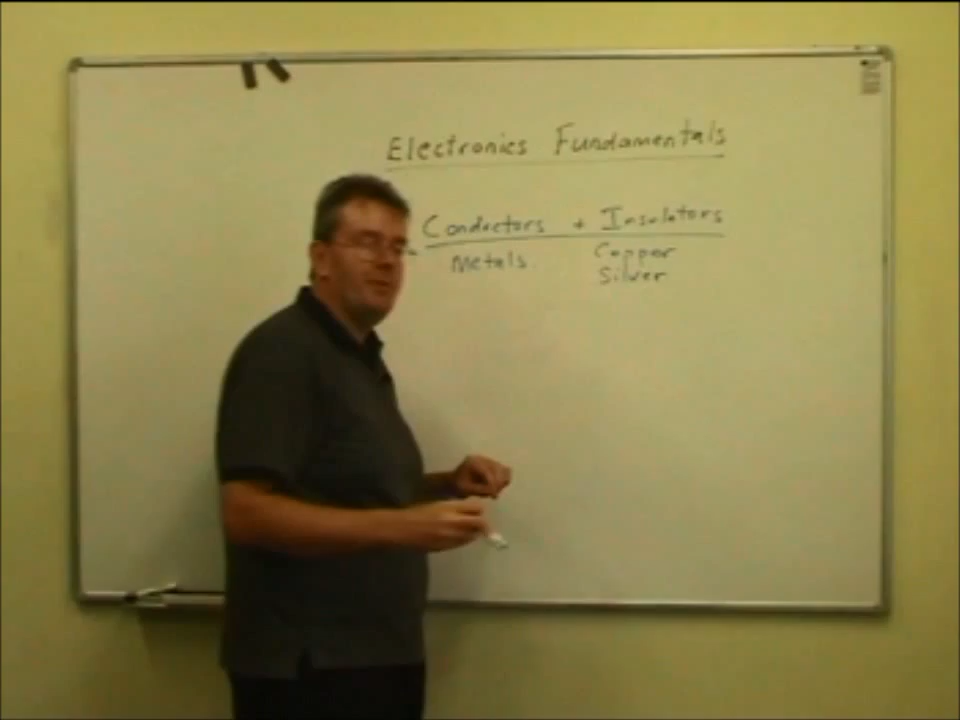 Electronics Fundamentals
Conductors + Insulators
- Metals. Copper
Silver